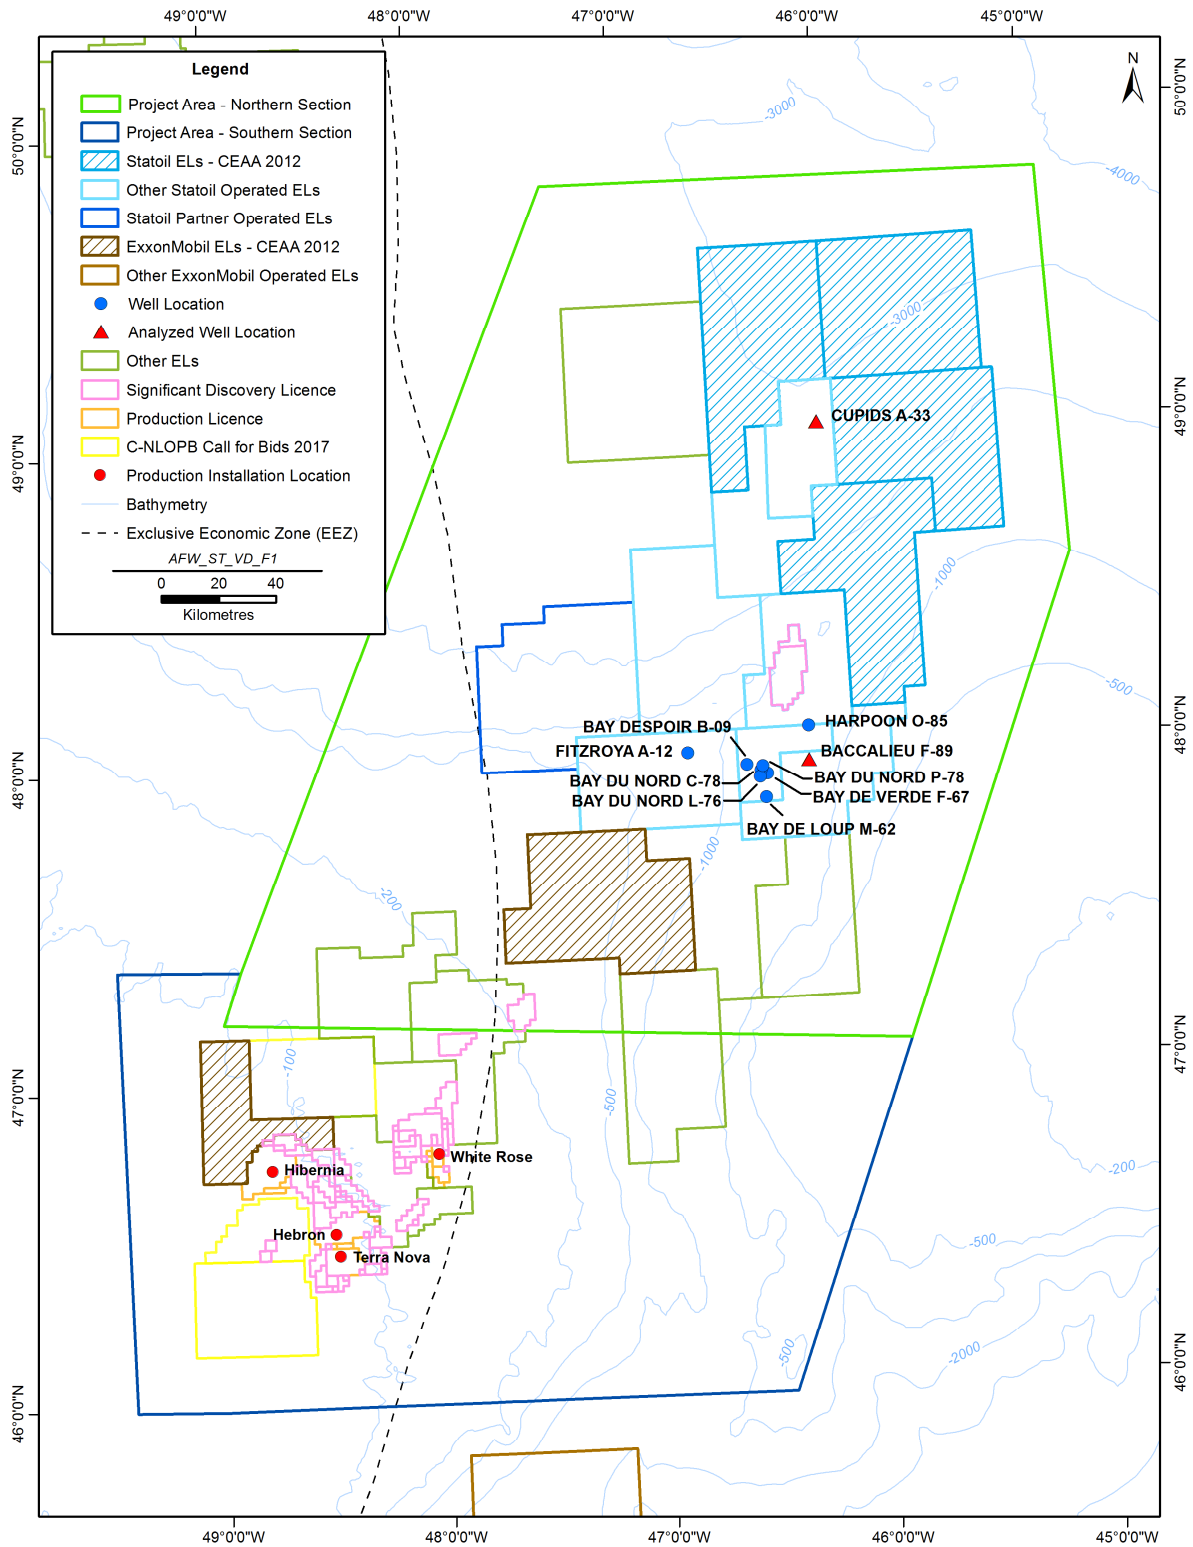 49°0'0"W
48°0'0"W
47°0'0"W
46°0'0"W
45°0'0"W
N
Legend
Project Area - Northern Section
Project Area - Southern Section
Statoil ELs - CEAA 2012
Other Statoil Operated ELs
Statoil Partner Operated ELs
ExxonMobil ELs - CEAA 2012
Other ExxonMobil Operated ELs
Well Location
Analyzed Well Location
Other ELs
Significant Discovery Licence
Production Licence
C-NLOPB Call for Bids 2017
Production Installation Location
Bathymetry
Exclusive Economic Zone (EEZ)
AFW_ST_VD_F1
0 20 40
Kilometres
50°0'0"N
49°0'0"N
48°0'0"N
47°0'0"N
46°0'0"N
50°0'0"N
49°0'0"N
48°0'0"N
47°0'0"N
46°0'0"N
-3000
-4000
-3000
CUPIDS A-33
-1000
-500
HARPOON O-85
BAY DESPOIR B-09
FITZROYA A-12
BACCALIEU F-89
BAY DU NORD C-78
BAY DU NORD P-78
BAY DU NORD L-76
BAY DE VERDE F-67
BAY DE LOUP M-62
-1000
-200
-100
-500
White Rose
Hibernia
-200
Hebron
-500
Terra Nova
-500
-2000
49°0'0"W
48°0'0"W
47°0'0"W
46°0'0"W
45°0'0"W